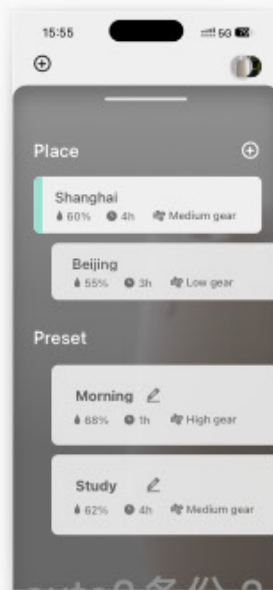 15:55
5G
Place
Shanghai
60% 4h Medium gear
Beijing
55% 3h Low gear
Preset
Morning
68% 1h High gear
Study
62% 4h Medium gear